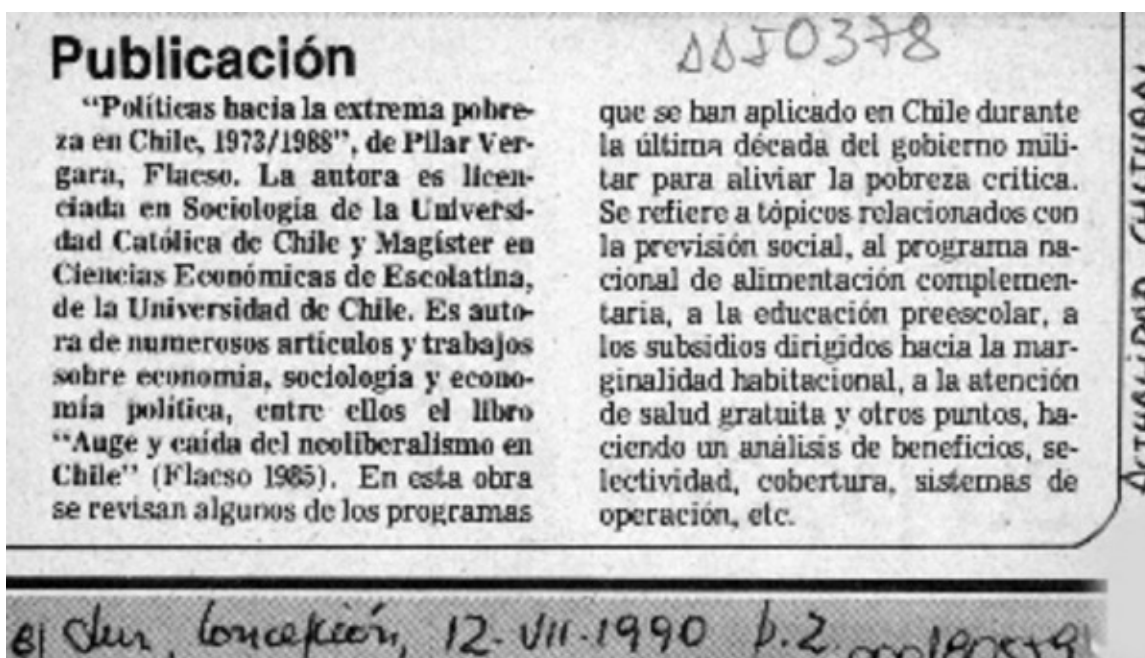 Publicación
AAJ0378
“Políticas hacia la extrema pobre-
za en Chile, 1973/1988”, de Pilar Ver-
gara, Flacso. La autora es licen-
ciada en Sociología de la Universi-
dad Católica de Chile y Magíster en
Ciencias Económicas de Escolatina,
de la Universidad de Chile. Es auto-
ra de numerosos artículos y trabajos
sobre economía, sociología y econo-
mía política, entre ellos el libro
“Auge y caída del neoliberalismo en
Chile” (Flacso 1985). En esta obra
se revisan algunos de los programas
que se han aplicado en Chile durante
la última década del gobierno mili-
tar para aliviar la pobreza crítica.
Se refiere a tópicos relacionados con
la previsión social, al programa na-
cional de alimentación complemen-
taria, a la educación preescolar, a
los subsidios dirigidos hacia la mar-
ginalidad habitacional, a la atención
de salud gratuita y otros puntos, ha-
ciendo un análisis de beneficios, se-
lectividad, cobertura, sistemas de
operación, etc.
ACTUALIDAD CULTURAL
El Sur, Concepción, 12-VII-1990 p.2